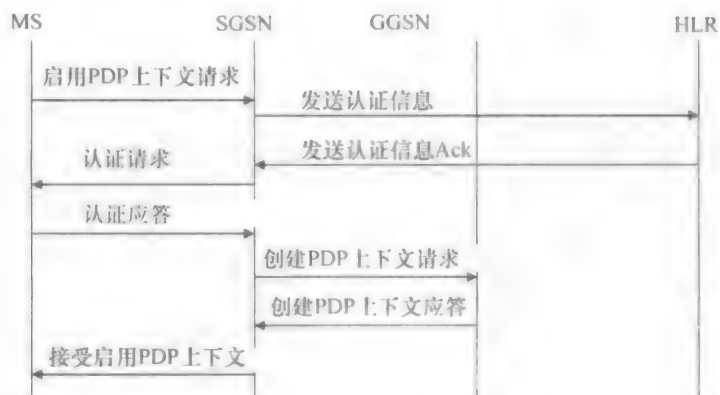 MS SGSN GGSN HLR
启用PDP上下文请求
发送认证信息
发送认证信息Ack
认证请求
认证应答
创建PDP上下文请求
创建PDP上下文应答
接受启用PDP上下文